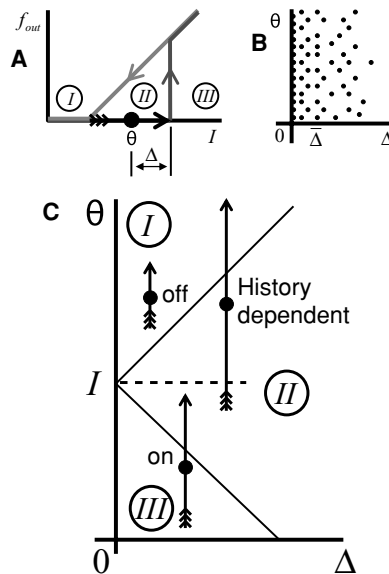 f_out
A
I
II
III
θ
I
Δ
B
θ
0
Δ̅
Δ
C
θ
I
off
History
dependent
I
II
on
III
0
Δ